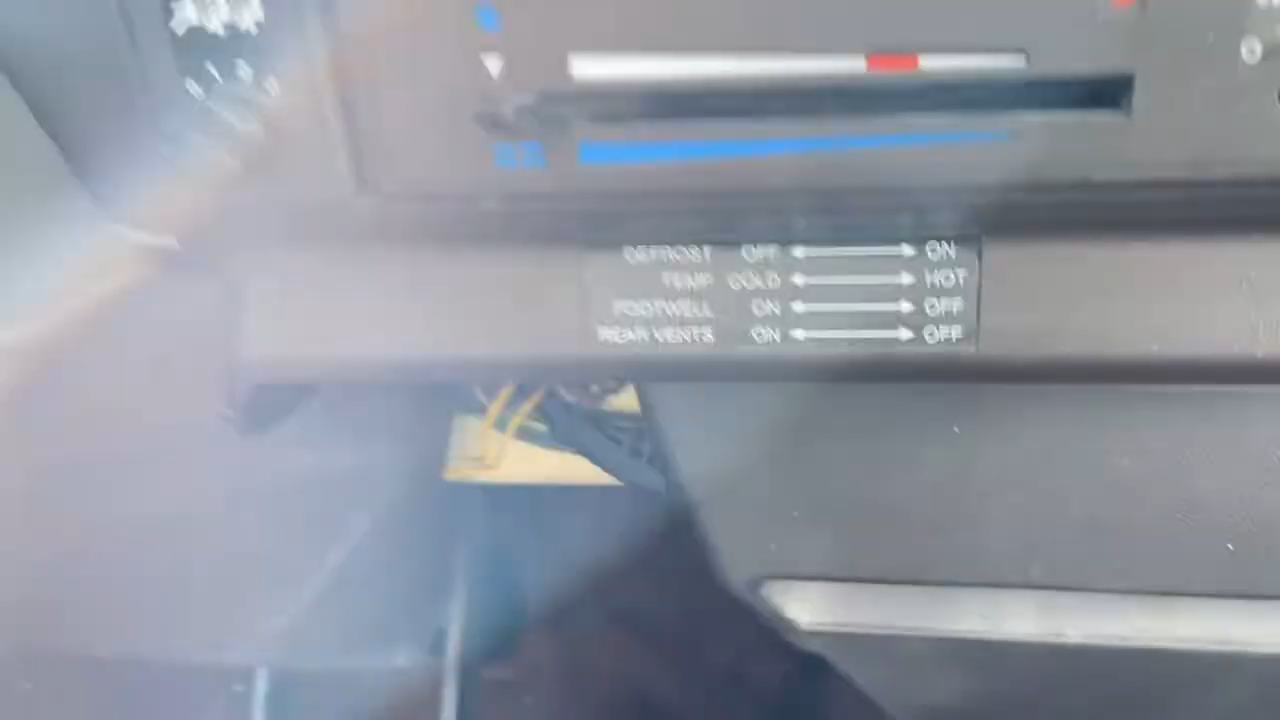 DEFROST OFF ON
TEMP COLD HOT
FOOTWELL ON OFF
REAR VENTS ON OFF